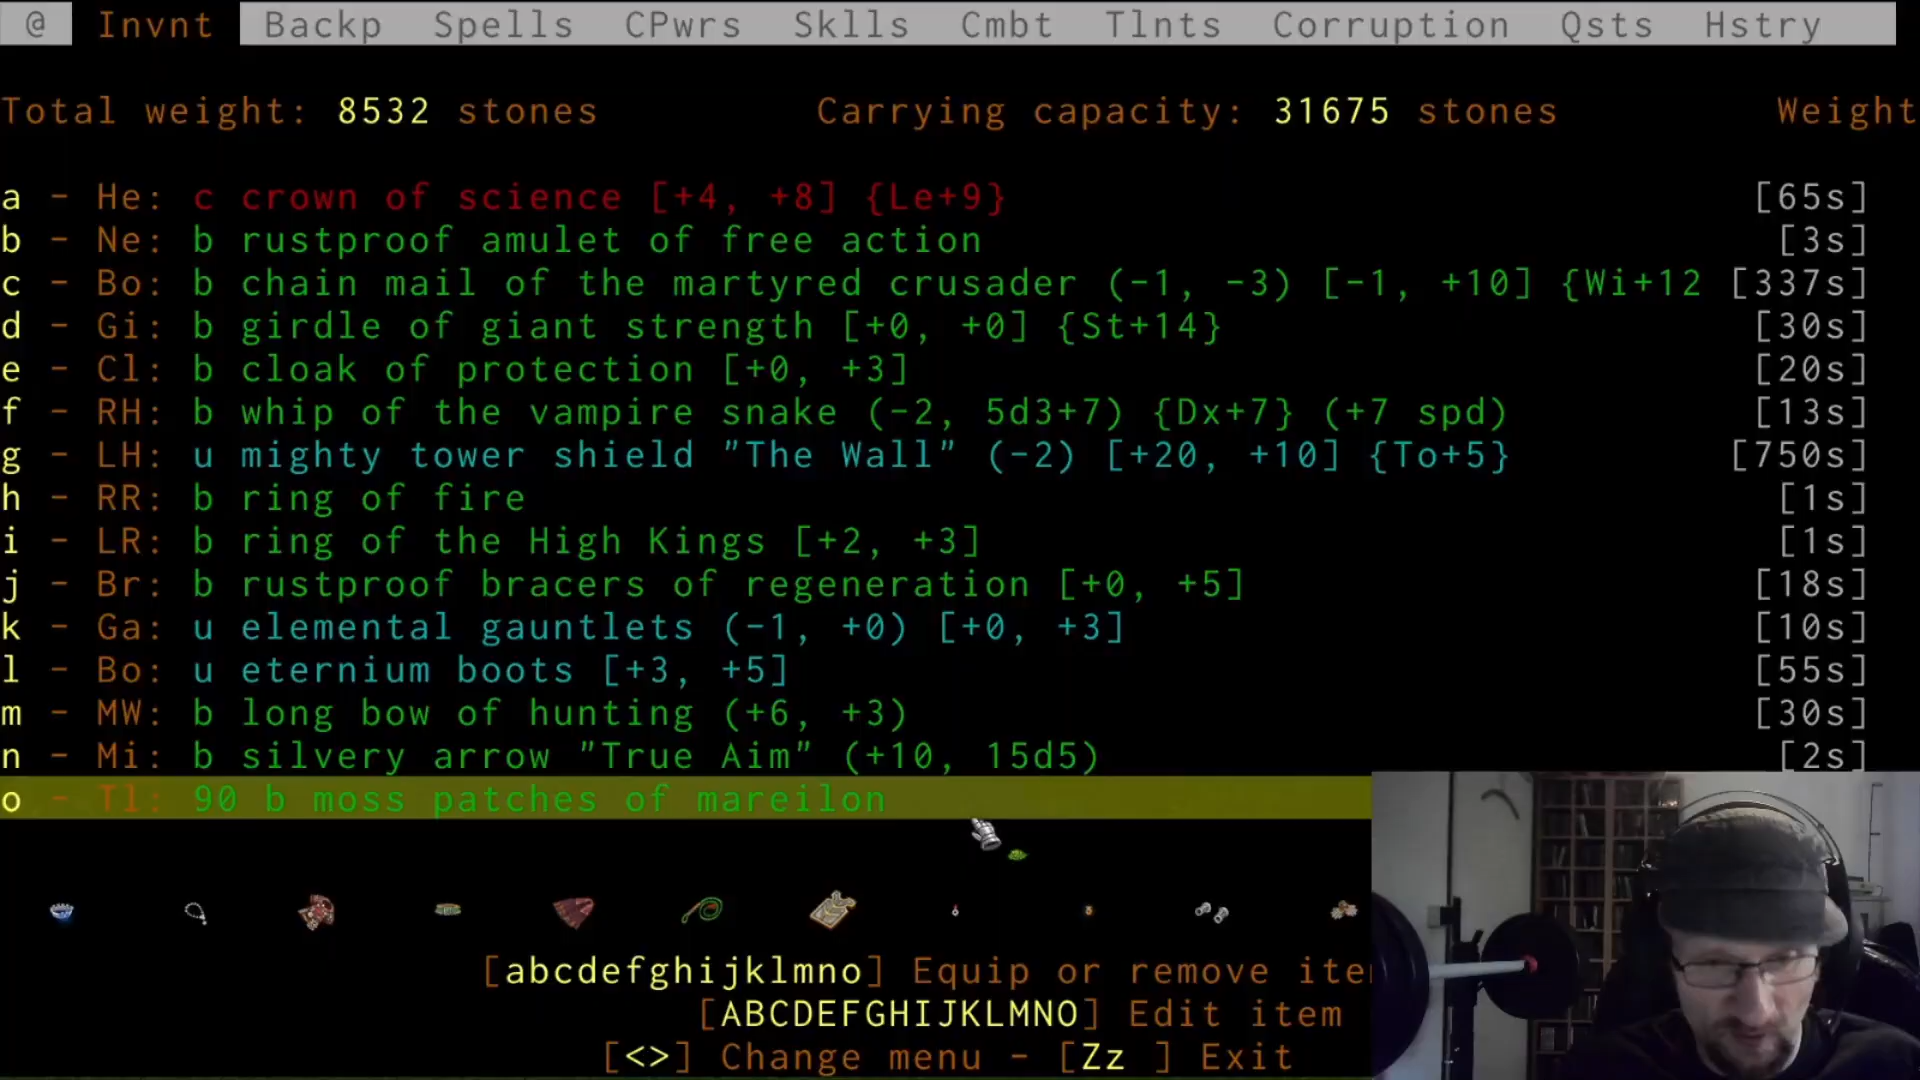 @ Invnt Backp Spells CPwrs Sklls Cmbt Tlnts Corruption Qsts Hstry
Total weight: 8532 stones Carrying capacity: 31675 stones Weight
a - He: c crown of science [+4, +8] {Le+9} [65s]
b - Ne: b rustproof amulet of free action [3s]
c - Bo: b chain mail of the martyred crusader (-1, -3) [-1, +10] {Wi+12 [337s]
d - Gi: b girdle of giant strength [+0, +0] {St+14} [30s]
e - Cl: b cloak of protection [+0, +3] [20s]
f - RH: b whip of the vampire snake (-2, 5d3+7) {Dx+7} (+7 spd) [13s]
g - LH: u mighty tower shield "The Wall" (-2) [+20, +10] {To+5} [750s]
h - RR: b ring of fire [1s]
i - LR: b ring of the High Kings [+2, +3] [1s]
j - Br: b rustproof bracers of regeneration [+0, +5] [18s]
k - Ga: u elemental gauntlets (-1, +0) [+0, +3] [10s]
l - Bo: u eternium boots [+3, +5] [55s]
m - MW: b long bow of hunting (+6, +3) [30s]
n - Mi: b silvery arrow "True Aim" (+10, 15d5) [2s]
o - Tl: 90 b moss patches of mareilon
[abcdefghijklmno] Equip or remove ite
[ABCDEFGHIJKLMNO] Edit item
[<>] Change menu - [Zz ] Exit